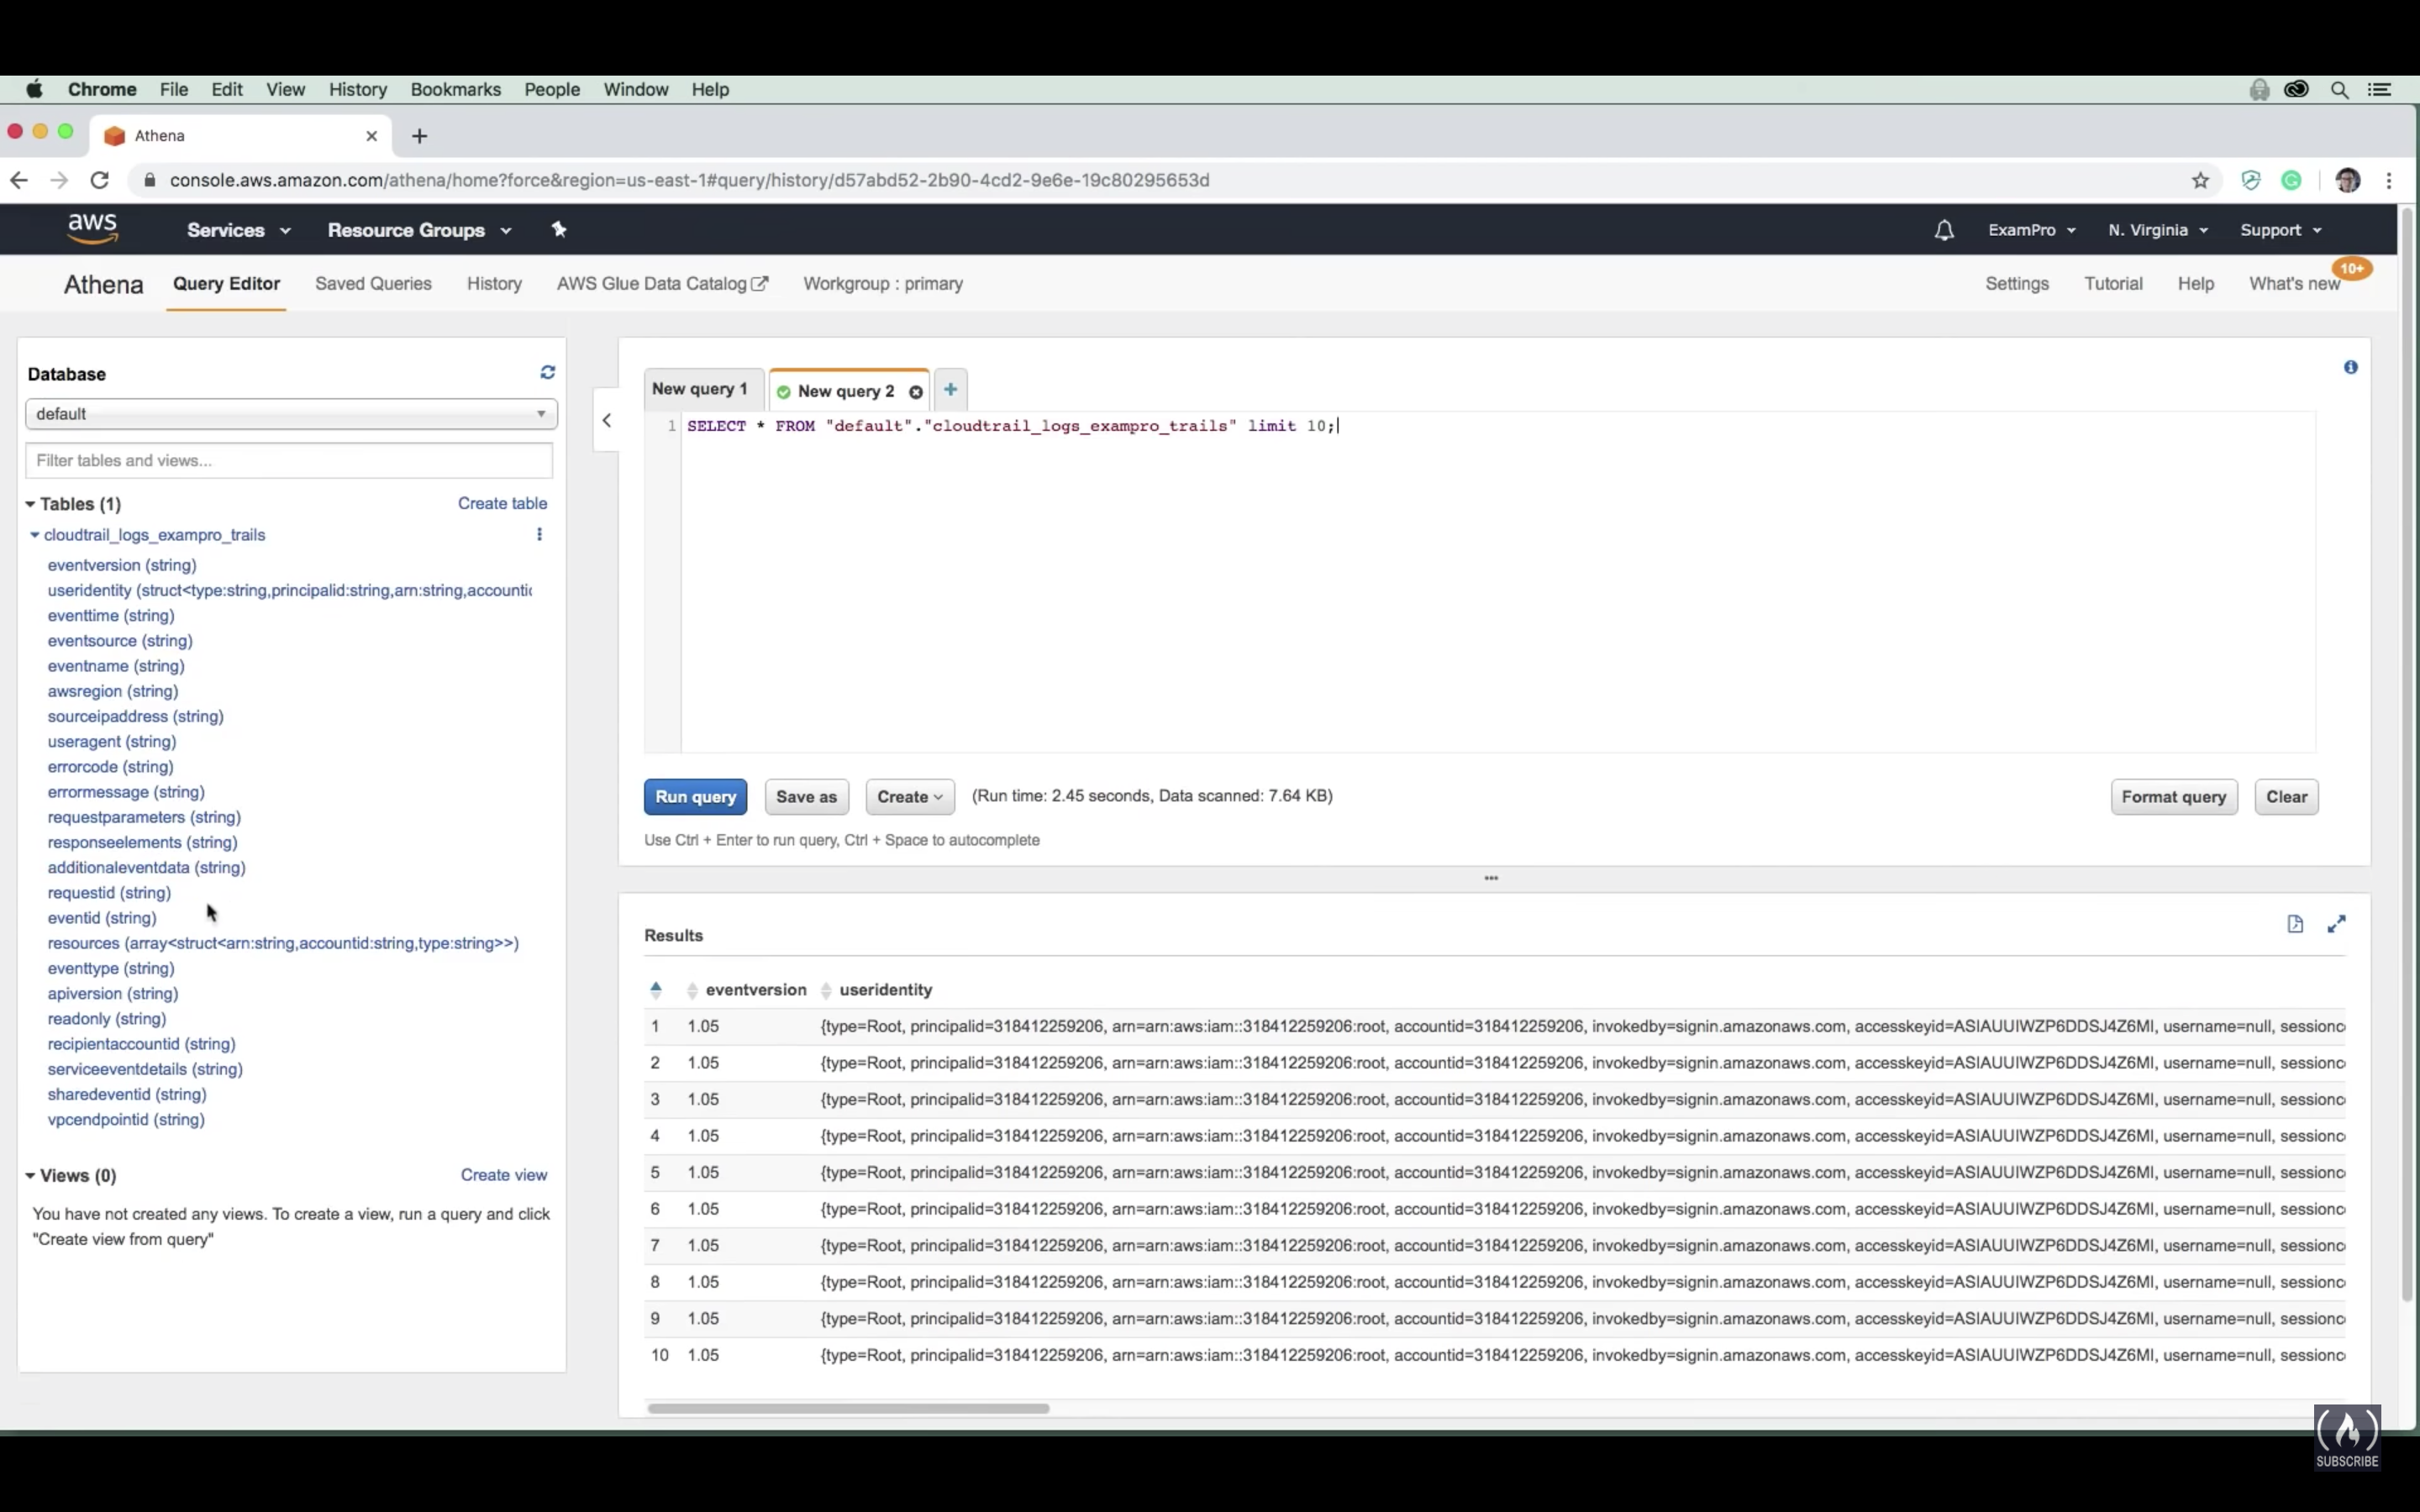 Chrome File Edit View History Bookmarks People Window Help
Athena
console.aws.amazon.com/athena/home?force&region=us-east-1#query/history/d57abd52-2b90-4cd2-9e6e-19c80295653d
aws Services Resource Groups ExamPro N. Virginia Support
Athena Query Editor Saved Queries History AWS Glue Data Catalog Workgroup : primary Settings Tutorial Help What's new 10+
Database
default
Filter tables and views...
Tables (1) Create table
cloudtrail_logs_exampro_trails
eventversion (string)
useridentity (struct<type:string,principalid:string,arn:string,accountid
eventtime (string)
eventsource (string)
eventname (string)
awsregion (string)
sourceipaddress (string)
useragent (string)
errorcode (string)
errormessage (string)
requestparameters (string)
responseelements (string)
additionaleventdata (string)
requestid (string)
eventid (string)
resources (array<struct<arn:string,accountid:string,type:string>>)
eventtype (string)
apiversion (string)
readonly (string)
recipientaccountid (string)
serviceeventdetails (string)
sharedeventid (string)
vpcendpointid (string)
Views (0) Create view
You have not created any views. To create a view, run a query and click
"Create view from query"
New query 1 New query 2
1 SELECT * FROM "default"."cloudtrail_logs_exampro_trails" limit 10;
Run query Save as Create (Run time: 2.45 seconds, Data scanned: 7.64 KB) Format query Clear
Use Ctrl + Enter to run query, Ctrl + Space to autocomplete
Results
eventversion useridentity
1 1.05 {type=Root, principalid=318412259206, arn=arn:aws:iam::318412259206:root, accountid=318412259206, invokedby=signin.amazonaws.com, accesskeyid=ASIAUUIWZP6DDSJ4Z6MI, username=null, sessionc
2 1.05 {type=Root, principalid=318412259206, arn=arn:aws:iam::318412259206:root, accountid=318412259206, invokedby=signin.amazonaws.com, accesskeyid=ASIAUUIWZP6DDSJ4Z6MI, username=null, sessionc
3 1.05 {type=Root, principalid=318412259206, arn=arn:aws:iam::318412259206:root, accountid=318412259206, invokedby=signin.amazonaws.com, accesskeyid=ASIAUUIWZP6DDSJ4Z6MI, username=null, sessionc
4 1.05 {type=Root, principalid=318412259206, arn=arn:aws:iam::318412259206:root, accountid=318412259206, invokedby=signin.amazonaws.com, accesskeyid=ASIAUUIWZP6DDSJ4Z6MI, username=null, sessionc
5 1.05 {type=Root, principalid=318412259206, arn=arn:aws:iam::318412259206:root, accountid=318412259206, invokedby=signin.amazonaws.com, accesskeyid=ASIAUUIWZP6DDSJ4Z6MI, username=null, sessionc
6 1.05 {type=Root, principalid=318412259206, arn=arn:aws:iam::318412259206:root, accountid=318412259206, invokedby=signin.amazonaws.com, accesskeyid=ASIAUUIWZP6DDSJ4Z6MI, username=null, sessionc
7 1.05 {type=Root, principalid=318412259206, arn=arn:aws:iam::318412259206:root, accountid=318412259206, invokedby=signin.amazonaws.com, accesskeyid=ASIAUUIWZP6DDSJ4Z6MI, username=null, sessionc
8 1.05 {type=Root, principalid=318412259206, arn=arn:aws:iam::318412259206:root, accountid=318412259206, invokedby=signin.amazonaws.com, accesskeyid=ASIAUUIWZP6DDSJ4Z6MI, username=null, sessionc
9 1.05 {type=Root, principalid=318412259206, arn=arn:aws:iam::318412259206:root, accountid=318412259206, invokedby=signin.amazonaws.com, accesskeyid=ASIAUUIWZP6DDSJ4Z6MI, username=null, sessionc
10 1.05 {type=Root, principalid=318412259206, arn=arn:aws:iam::318412259206:root, accountid=318412259206, invokedby=signin.amazonaws.com, accesskeyid=ASIAUUIWZP6DDSJ4Z6MI, username=null, sessionc
SUBSCRIBE